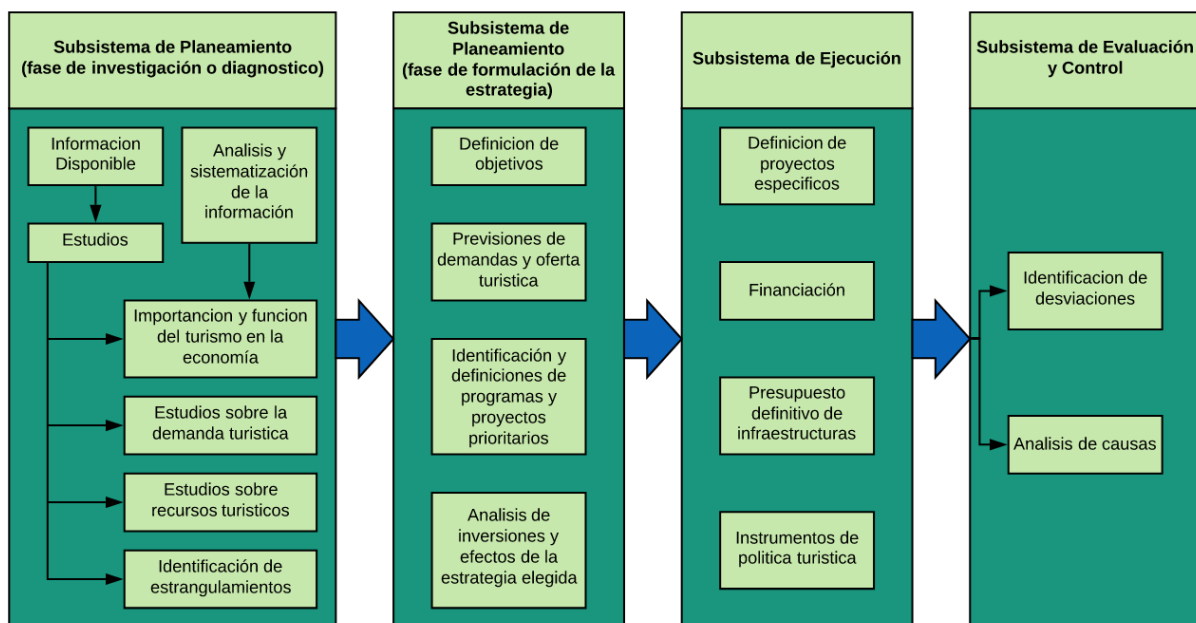 Subsistema de Planeamiento
(fase de investigación o diagnostico)
Informacion
Disponible
Analisis y
sistematización
de la
información
Estudios
Importancion y funcion
del turismo en la
economía
Estudios sobre la
demanda turistica
Estudios sobre
recursos turisticos
Identificación de
estrangulamientos
Subsistema de
Planeamiento
(fase de formulación de la
estrategia)
Definicion de
objetivos
Previsiones de
demandas y oferta
turistica
Identificación y
definiciones de
programas y
proyectos
prioritarios
Analisis de
inversiones y
efectos de la
estrategia elegida
Subsistema de Ejecución
Definicion de
proyectos
especificos
Financiación
Presupuesto
definitivo de
infraestructuras
Instrumentos de
politica turistica
Subsistema de Evaluación
y Control
Identificacion de
desviaciones
Analisis de causas